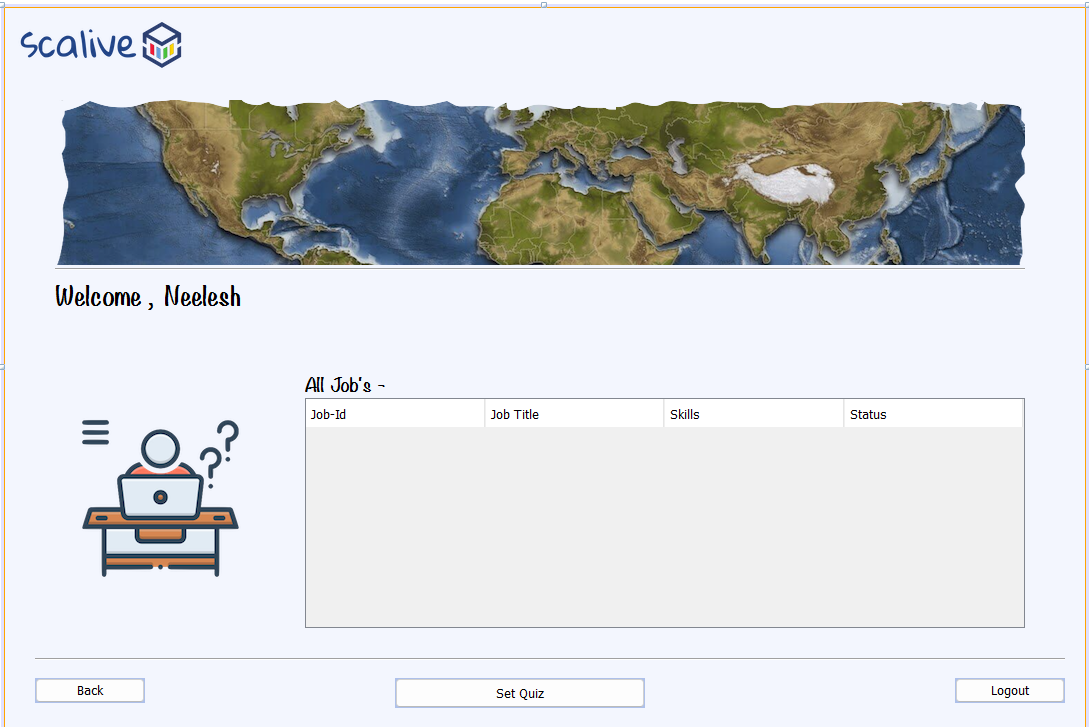 scalive
Welcome , Neelesh
All Job's -
Job-Id Job Title Skills Status
Back Set Quiz Logout